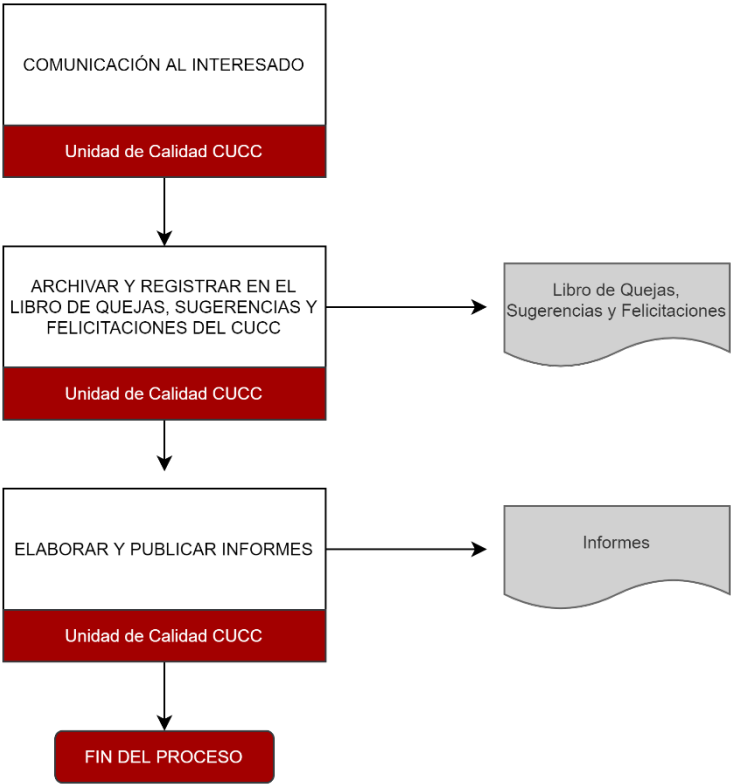 COMUNICACIÓN AL INTERESADO
Unidad de Calidad CUCC
ARCHIVAR Y REGISTRAR EN EL
LIBRO DE QUEJAS, SUGERENCIAS Y
FELICITACIONES DEL CUCC
Unidad de Calidad CUCC
Libro de Quejas,
Sugerencias y Felicitaciones
ELABORAR Y PUBLICAR INFORMES
Unidad de Calidad CUCC
Informes
FIN DEL PROCESO